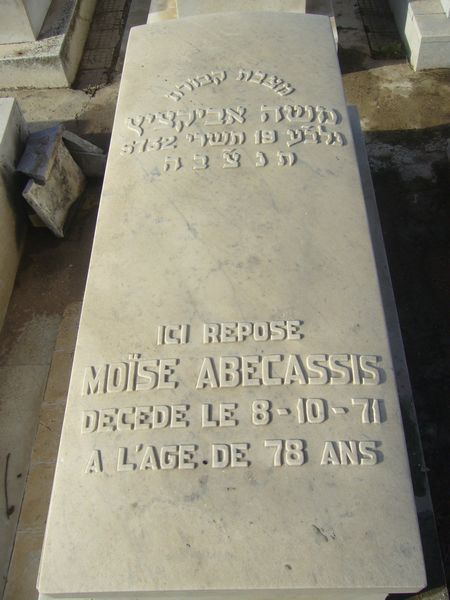 מצבת קבורת
משה אביקציץ
נלב״ע 19 תשרי 5732
ת נ צ ב ה
ICI REPOSE
MOÏSE ABECASSIS
DECEDE LE 8-10-71
A L'AGE DE 78 ANS